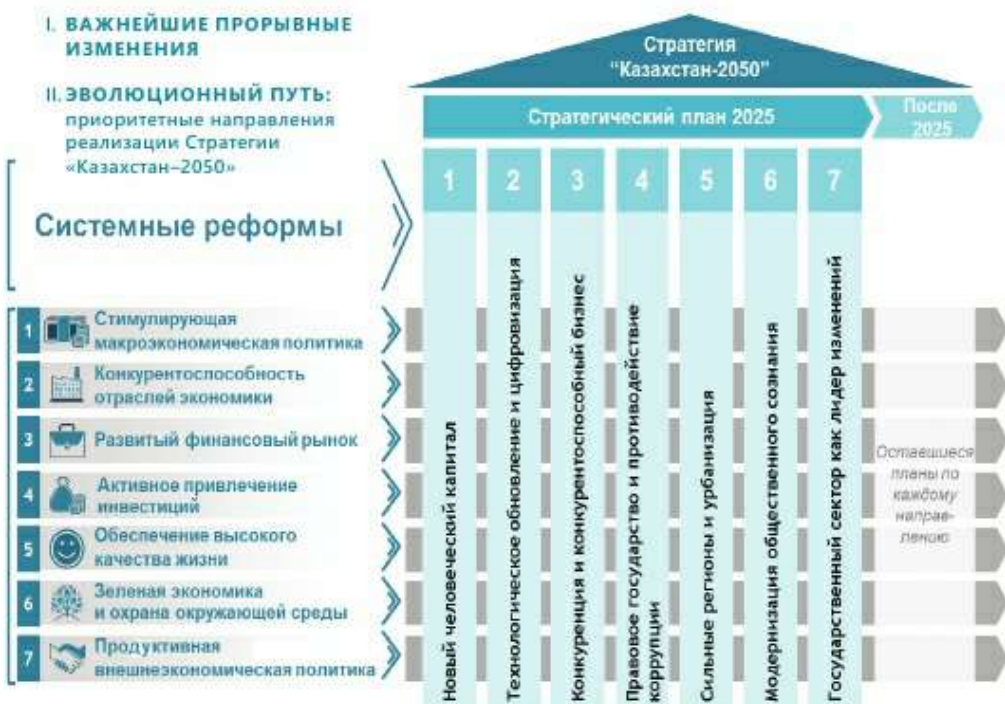 I. ВАЖНЕЙШИЕ ПРОРЫВНЫЕ
ИЗМЕНЕНИЯ
II. ЭВОЛЮЦИОННЫЙ ПУТЬ:
приоритетные направления
реализации Стратегии
«Казахстан–2050»
Системные реформы
Стратегия
"Казахстан-2050"
Стратегический план 2025
После
2025
1
2
3
4
5
6
7
1
Стимулирующая
макроэкономическая политика
2
Конкурентоспособность
отраслей экономики
3
Развитый финансовый рынок
4
Активное привлечение
инвестиций
5
Обеспечение высокого
качества жизни
6
Зеленая экономика
и охрана окружающей среды
7
Продуктивная
внешнеэкономическая политика
Новый человеческий капитал
Технологическое обновление и цифровизация
Конкуренция и конкурентоспособный бизнес
Правовое государство и противодействие
коррупции
Сильные регионы и урбанизация
Модернизация общественного сознания
Государственный сектор как лидер изменений
Оставшиеся
планы по
каждому
направ-
лению